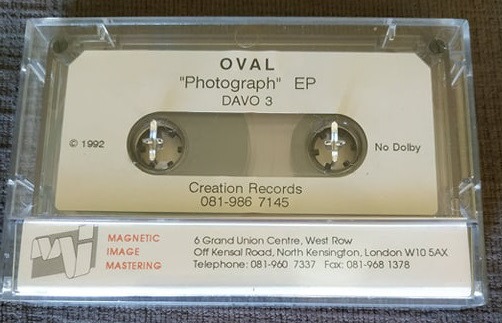 OVAL
"Photograph" EP
DAVO 3
© 1992
No Dolby
Creation Records
081-986 7145
MAGNETIC
IMAGE
MASTERING
6 Grand Union Centre, West Row
Off Kensal Road, North Kensington, London W10 5AX
Telephone: 081-960 7337 Fax: 081-968 1378